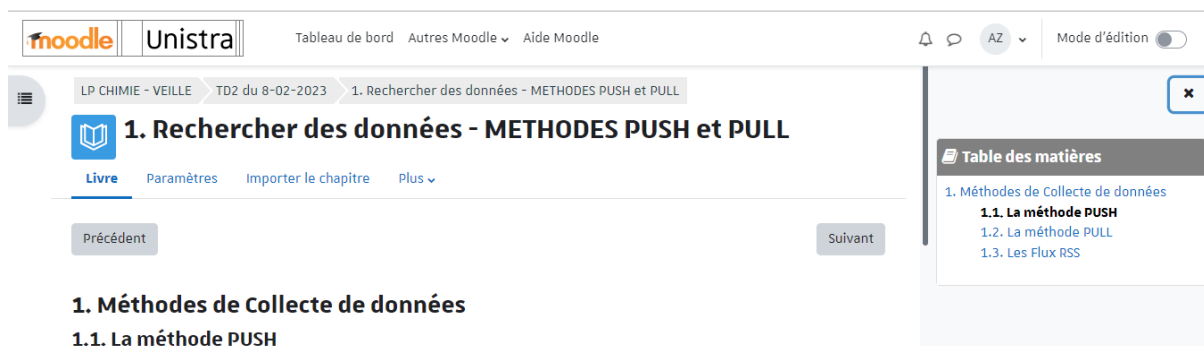 moodle Unistra Tableau de bord Autres Moodle Aide Moodle AZ Mode d'édition
LP CHIMIE - VEILLE TD2 du 8-02-2023 1. Rechercher des données - METHODES PUSH et PULL
1. Rechercher des données - METHODES PUSH et PULL
Livre Paramètres Importer le chapitre Plus
Précédent Suivant
1. Méthodes de Collecte de données
1.1. La méthode PUSH
Table des matières
1. Méthodes de Collecte de données
1.1. La méthode PUSH
1.2. La méthode PULL
1.3. Les Flux RSS